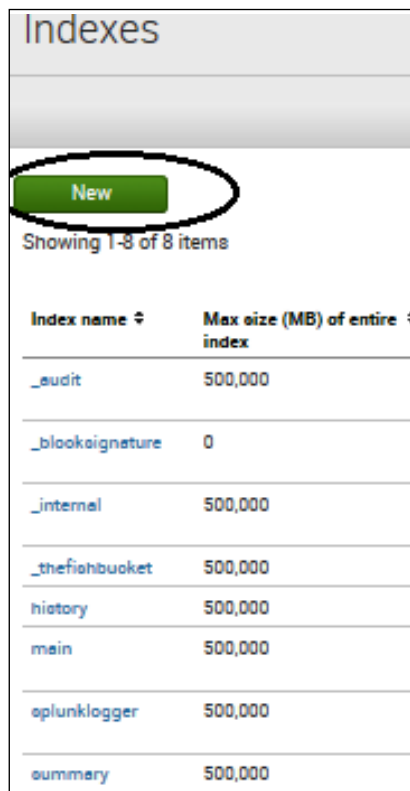 Indexes
New
Showing 1-8 of 8 items
Index name Max size (MB) of entire index
_audit 500,000
_blocksignature 0
_internal 500,000
_thefishbucket 500,000
history 500,000
main 500,000
splunklogger 500,000
summary 500,000